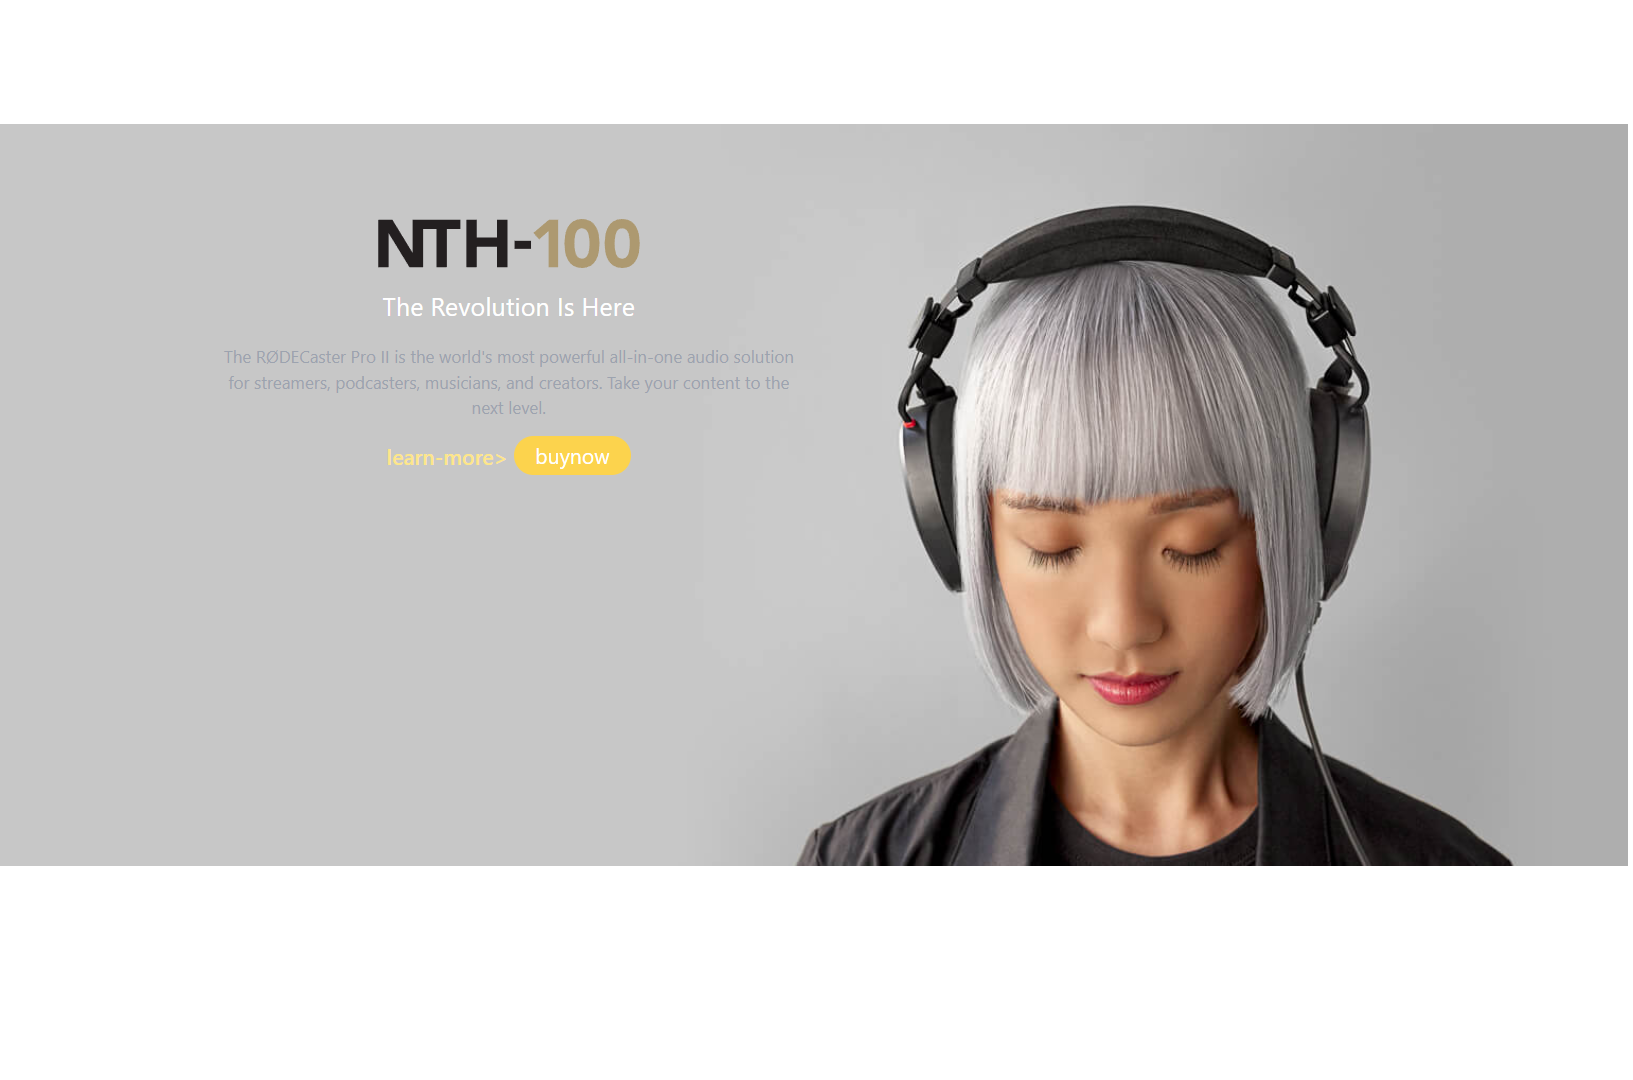 NTH-100
The Revolution Is Here
The RØDECaster Pro II is the world's most powerful all-in-one audio solution
for streamers, podcasters, musicians, and creators. Take your content to the
next level.
learn-more> buynow